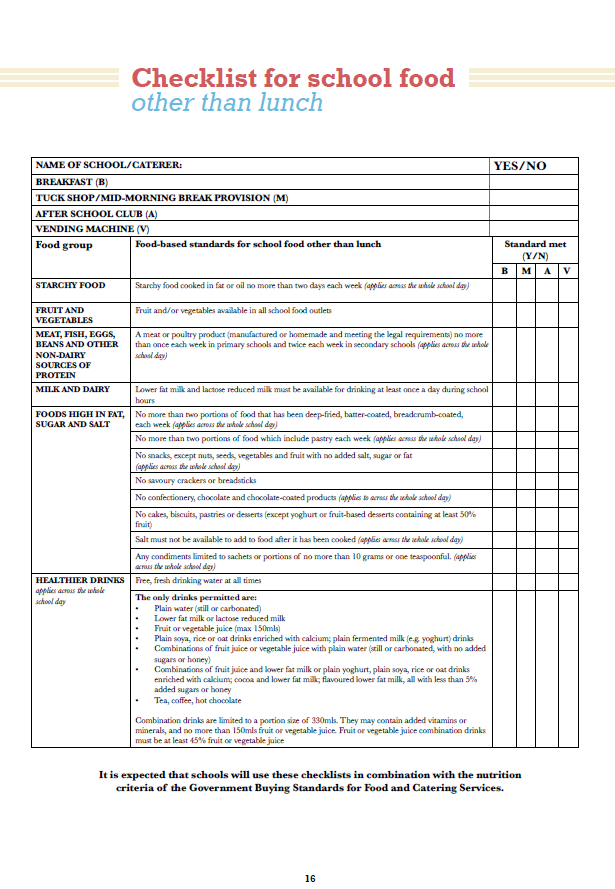 Checklist for school food
other than lunch
NAME OF SCHOOL/CATERER: YES/NO
BREAKFAST (B)
TUCK SHOP/MID-MORNING BREAK PROVISION (M)
AFTER SCHOOL CLUB (A)
VENDING MACHINE (V)
Food group Food-based standards for school food other than lunch Standard met
(Y/N)
B M A V
STARCHY FOOD Starchy food cooked in fat or oil no more than two days each week (applies across the whole school day)
FRUIT AND Fruit and/or vegetables available in all school food outlets
VEGETABLES
MEAT, FISH, EGGS, A meat or poultry product (manufactured or homemade and meeting the legal requirements) no more
BEANS AND OTHER than once each week in primary schools and twice each week in secondary schools (applies across the whole
NON-DAIRY school day)
SOURCES OF
PROTEIN
MILK AND DAIRY Lower fat milk and lactose reduced milk must be available for drinking at least once a day during school
hours
FOODS HIGH IN FAT, No more than two portions of food that has been deep-fried, batter-coated, breadcrumb-coated,
SUGAR AND SALT each week (applies across the whole school day)
No more than two portions of food which include pastry each week (applies across the whole school day)
No snacks, except nuts, seeds, vegetables and fruit with no added salt, sugar or fat
(applies across the whole school day)
No savoury crackers or breadsticks
No confectionery, chocolate and chocolate-coated products (applies to across the whole school day)
No cakes, biscuits, pastries or desserts (except yoghurt or fruit-based desserts containing at least 50%
fruit)
Salt must not be available to add to food after it has been cooked (applies across the whole school day)
Any condiments limited to sachets or portions of no more than 10 grams or one teaspoonful. (applies
across the whole school day)
HEALTHIER DRINKS Free, fresh drinking water at all times
applies across the whole
school day
The only drinks permitted are:
• Plain water (still or carbonated)
• Lower fat milk or lactose reduced milk
• Fruit or vegetable juice (max 150mls)
• Plain soya, rice or oat drinks enriched with calcium; plain fermented milk (e.g. yoghurt) drinks
• Combinations of fruit juice or vegetable juice with plain water (still or carbonated, with no added
sugars or honey)
• Combinations of fruit juice and lower fat milk or plain yoghurt, plain soya, rice or oat drinks
enriched with calcium; cocoa and lower fat milk; flavoured lower fat milk, all with less than 5%
added sugars or honey
• Tea, coffee, hot chocolate
Combination drinks are limited to a portion size of 330mls. They may contain added vitamins or
minerals, and no more than 150mls fruit or vegetable juice. Fruit or vegetable juice combination drinks
must be at least 45% fruit or vegetable juice
It is expected that schools will use these checklists in combination with the nutrition
criteria of the Government Buying Standards for Food and Catering Services.
16